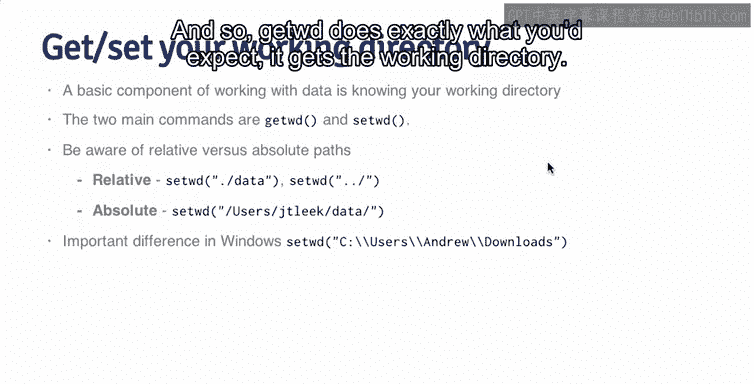 And so, getwd does exactly what you'd
expect, it gets the working directory.
Get/set your working directory
· A basic component of working with data is knowing your working directory
· The two main commands are getwd() and setwd().
· Be aware of relative versus absolute paths
- Relative - setwd("./data"), setwd("../")
- Absolute - setwd("/Users/jtleek/data/")
· Important difference in Windows setwd("C:\\Users\\Andrew\\Downloads")